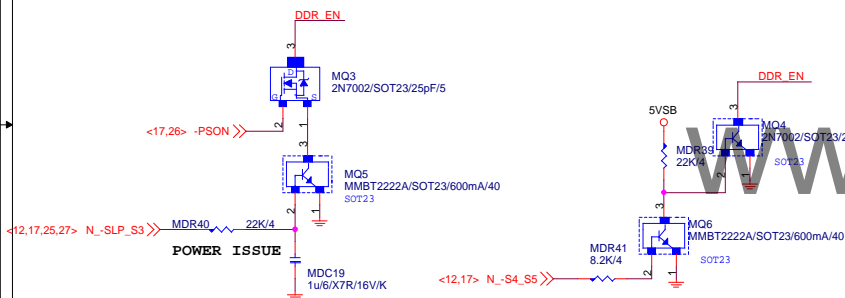 DDR_EN
3
D
G
S
MQ3
2N7002/SOT23/25pF/5
2
1
<17,26> -PSON
3
MQ5
MMBT2222A/SOT23/600mA/40
SOT23
2
1
<12,17,25,27> N_-SLP_S3
MDR40
22K/4
POWER ISSUE
MDC19
1u/6/X7R/16V/K
DDR_EN
3
5VSB
MQ4
2N7002/SOT23/2
SOT23
MDR39
22K/4
2
1
3
MQ6
MMBT2222A/SOT23/600mA/40
SOT23
MDR41
8.2K/4
2
1
<12,17> N_-S4_S5